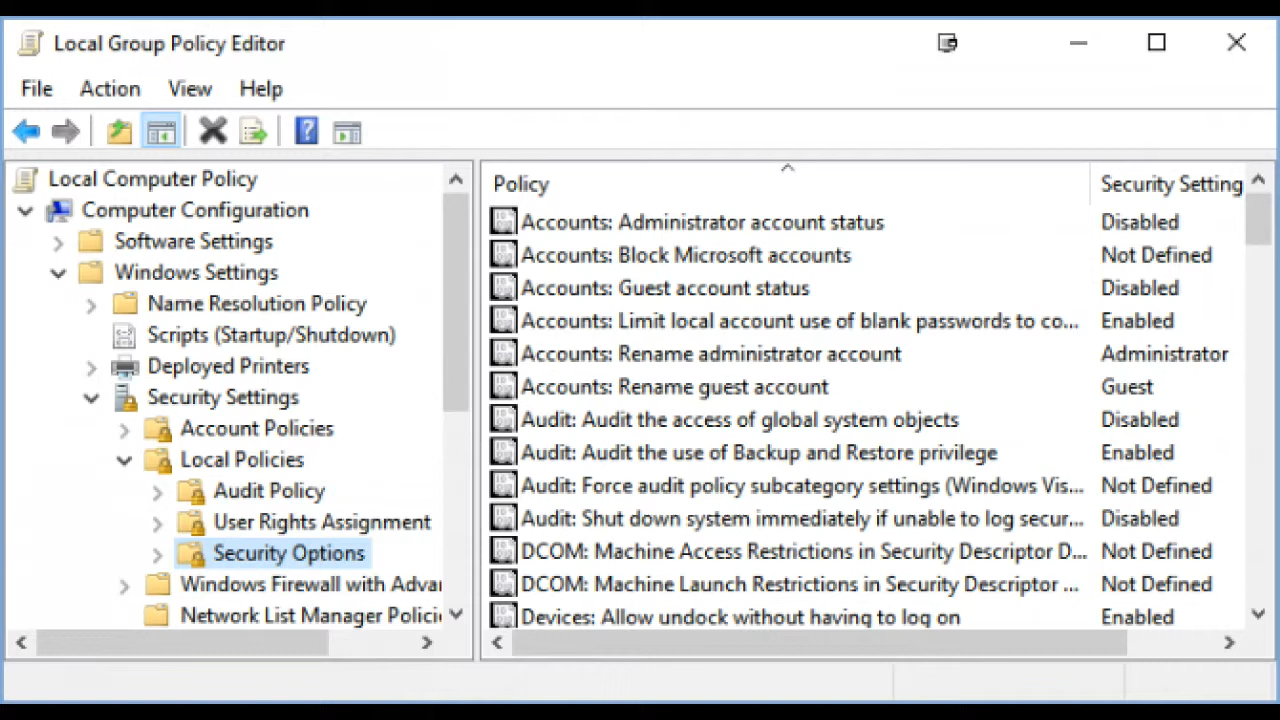 Local Group Policy Editor
File Action View Help
Local Computer Policy
Computer Configuration
Software Settings
Windows Settings
Name Resolution Policy
Scripts (Startup/Shutdown)
Deployed Printers
Security Settings
Account Policies
Local Policies
Audit Policy
User Rights Assignment
Security Options
Windows Firewall with Advar
Network List Manager Policie
Policy Security Setting
Accounts: Administrator account status Disabled
Accounts: Block Microsoft accounts Not Defined
Accounts: Guest account status Disabled
Accounts: Limit local account use of blank passwords to co... Enabled
Accounts: Rename administrator account Administrator
Accounts: Rename guest account Guest
Audit: Audit the access of global system objects Disabled
Audit: Audit the use of Backup and Restore privilege Enabled
Audit: Force audit policy subcategory settings (Windows Vis... Not Defined
Audit: Shut down system immediately if unable to log secur... Disabled
DCOM: Machine Access Restrictions in Security Descriptor D... Not Defined
DCOM: Machine Launch Restrictions in Security Descriptor ... Not Defined
Devices: Allow undock without having to log on Enabled